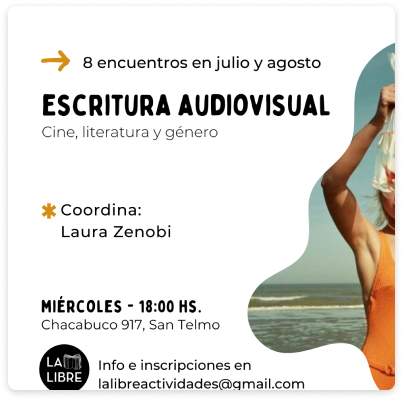 8 encuentros en julio y agosto
ESCRITURA AUDIOVISUAL
Cine, literatura y género
Coordina:
Laura Zenobi
MIÉRCOLES - 18:00 HS.
Chacabuco 917, San Telmo
LA
LIBRE
Info e inscripciones en
lalibreactividades@gmail.com